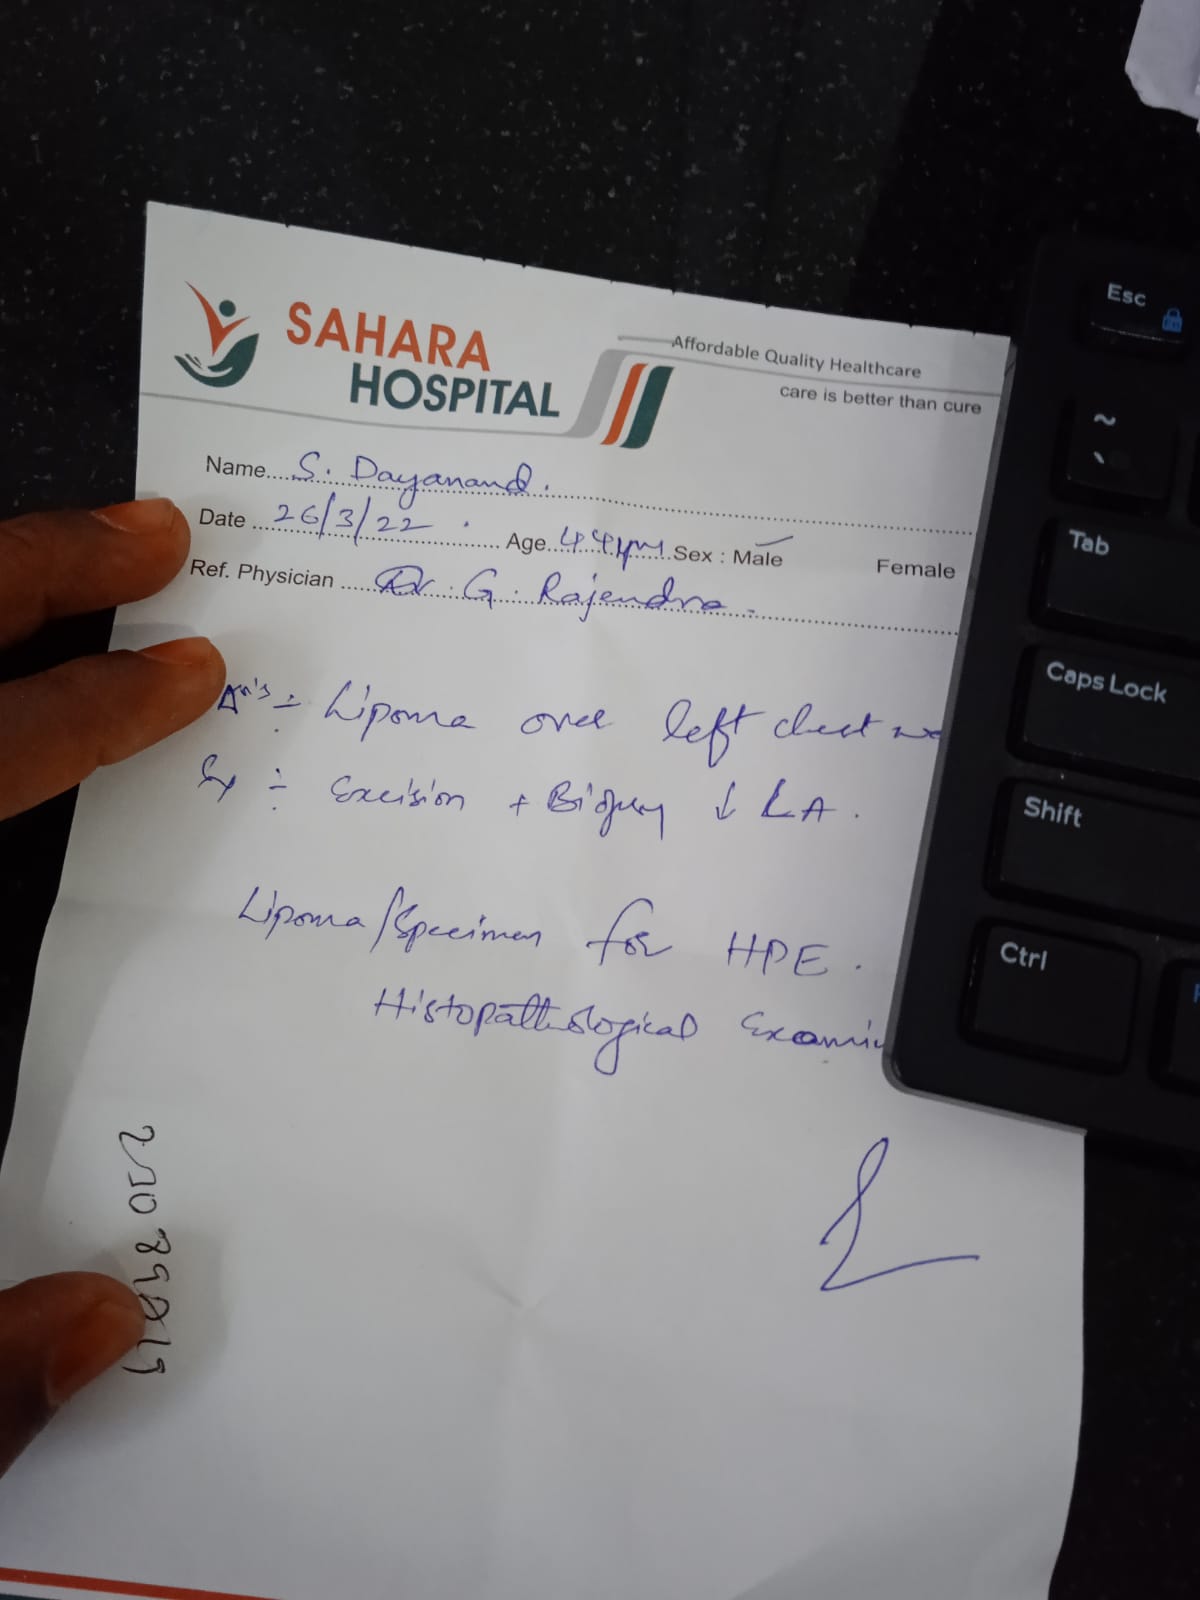 SAHARA
HOSPITAL
Affordable Quality Healthcare
care is better than cure
Name.... S. Dayanand.
Date ... 26/3/22 . Age 44yrs Sex : Male Female
Ref. Physician ..... Dr. G. Rajendra
Lipoma over left chest
Excision + Biopsy ↓ LA.
Lipoma/Specimen for HPE.
Histopathological Examin
Esc
~
`
Tab
Caps Lock
Shift
Ctrl